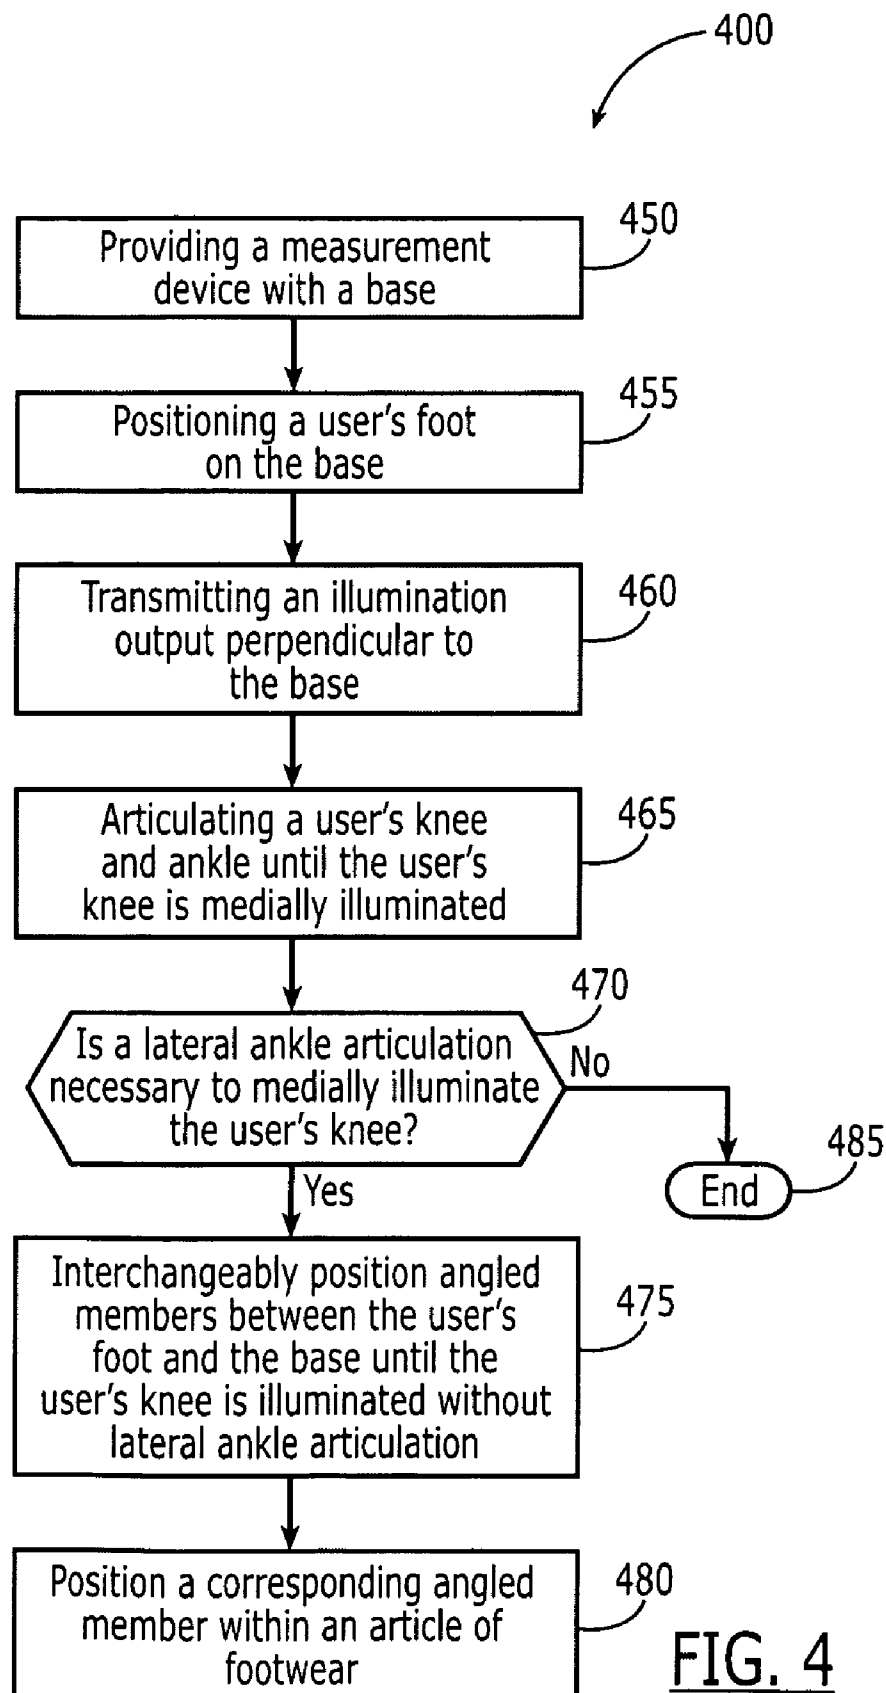 400
450
Providing a measurement
device with a base
455
Positioning a user's foot
on the base
460
Transmitting an illumination
output perpendicular to
the base
465
Articulating a user's knee
and ankle until the user's
knee is medially illuminated
470
Is a lateral ankle articulation
necessary to medially illuminate
the user's knee?
No
485
End
Yes
475
Interchangeably position angled
members between the user's
foot and the base until the
user's knee is illuminated without
lateral ankle articulation
480
Position a corresponding angled
member within an article of
footwear
FIG. 4